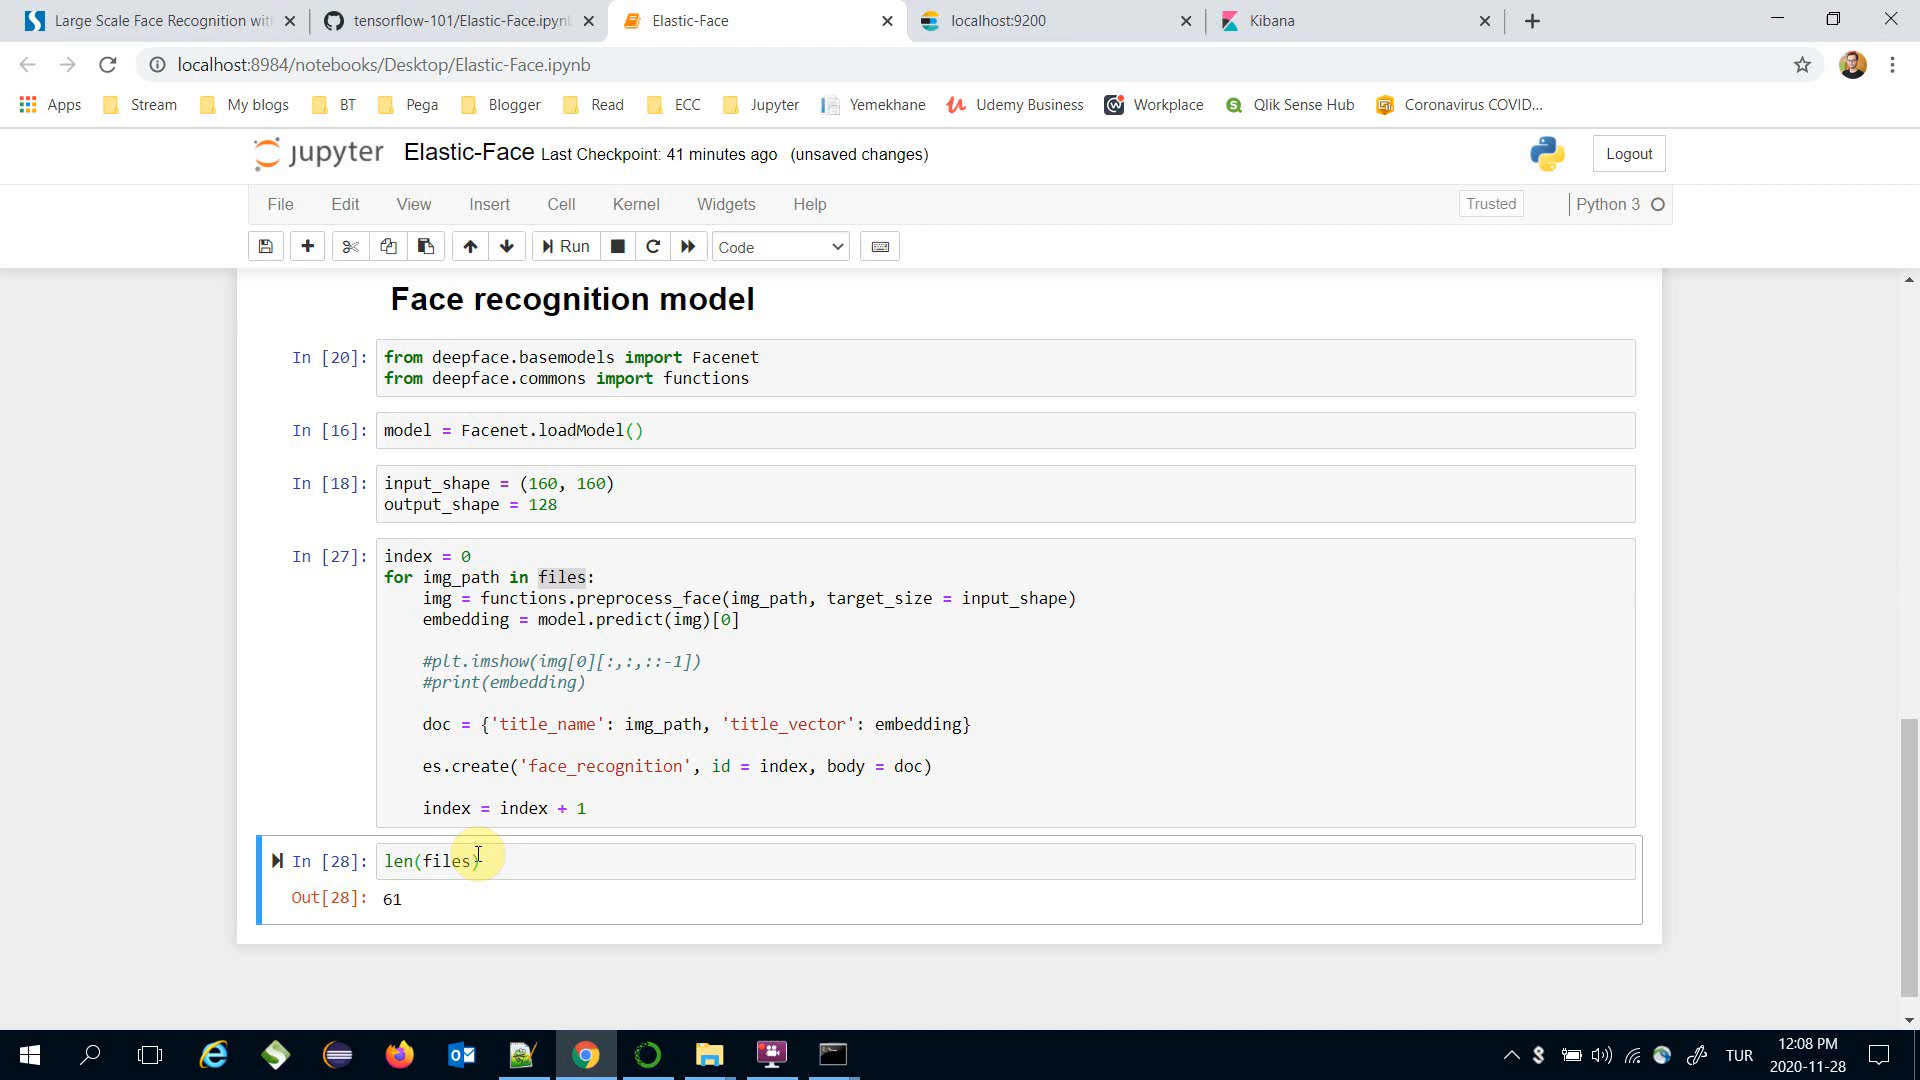 Large Scale Face Recognition wit
tensorflow-101/Elastic-Face.ipyn
Elastic-Face
localhost:9200
Kibana
localhost:8984/notebooks/Desktop/Elastic-Face.ipynb
Apps Stream My blogs BT Pega Blogger Read ECC Jupyter Yemekhane Udemy Business Workplace Qlik Sense Hub Coronavirus COVID...
jupyter Elastic-Face Last Checkpoint: 41 minutes ago (unsaved changes) Logout
File Edit View Insert Cell Kernel Widgets Help Trusted Python 3
Run Code
Face recognition model
In [20]: from deepface.basemodels import Facenet
from deepface.commons import functions
In [16]: model = Facenet.loadModel()
In [18]: input_shape = (160, 160)
output_shape = 128
In [27]: index = 0
for img_path in files:
    img = functions.preprocess_face(img_path, target_size = input_shape)
    embedding = model.predict(img)[0]
    #plt.imshow(img[0][:,:,::-1])
    #print(embedding)
    doc = {'title_name': img_path, 'title_vector': embedding}
    es.create('face_recognition', id = index, body = doc)
    index = index + 1
In [28]: len(files)
Out[28]: 61
TUR
12:08 PM
2020-11-28